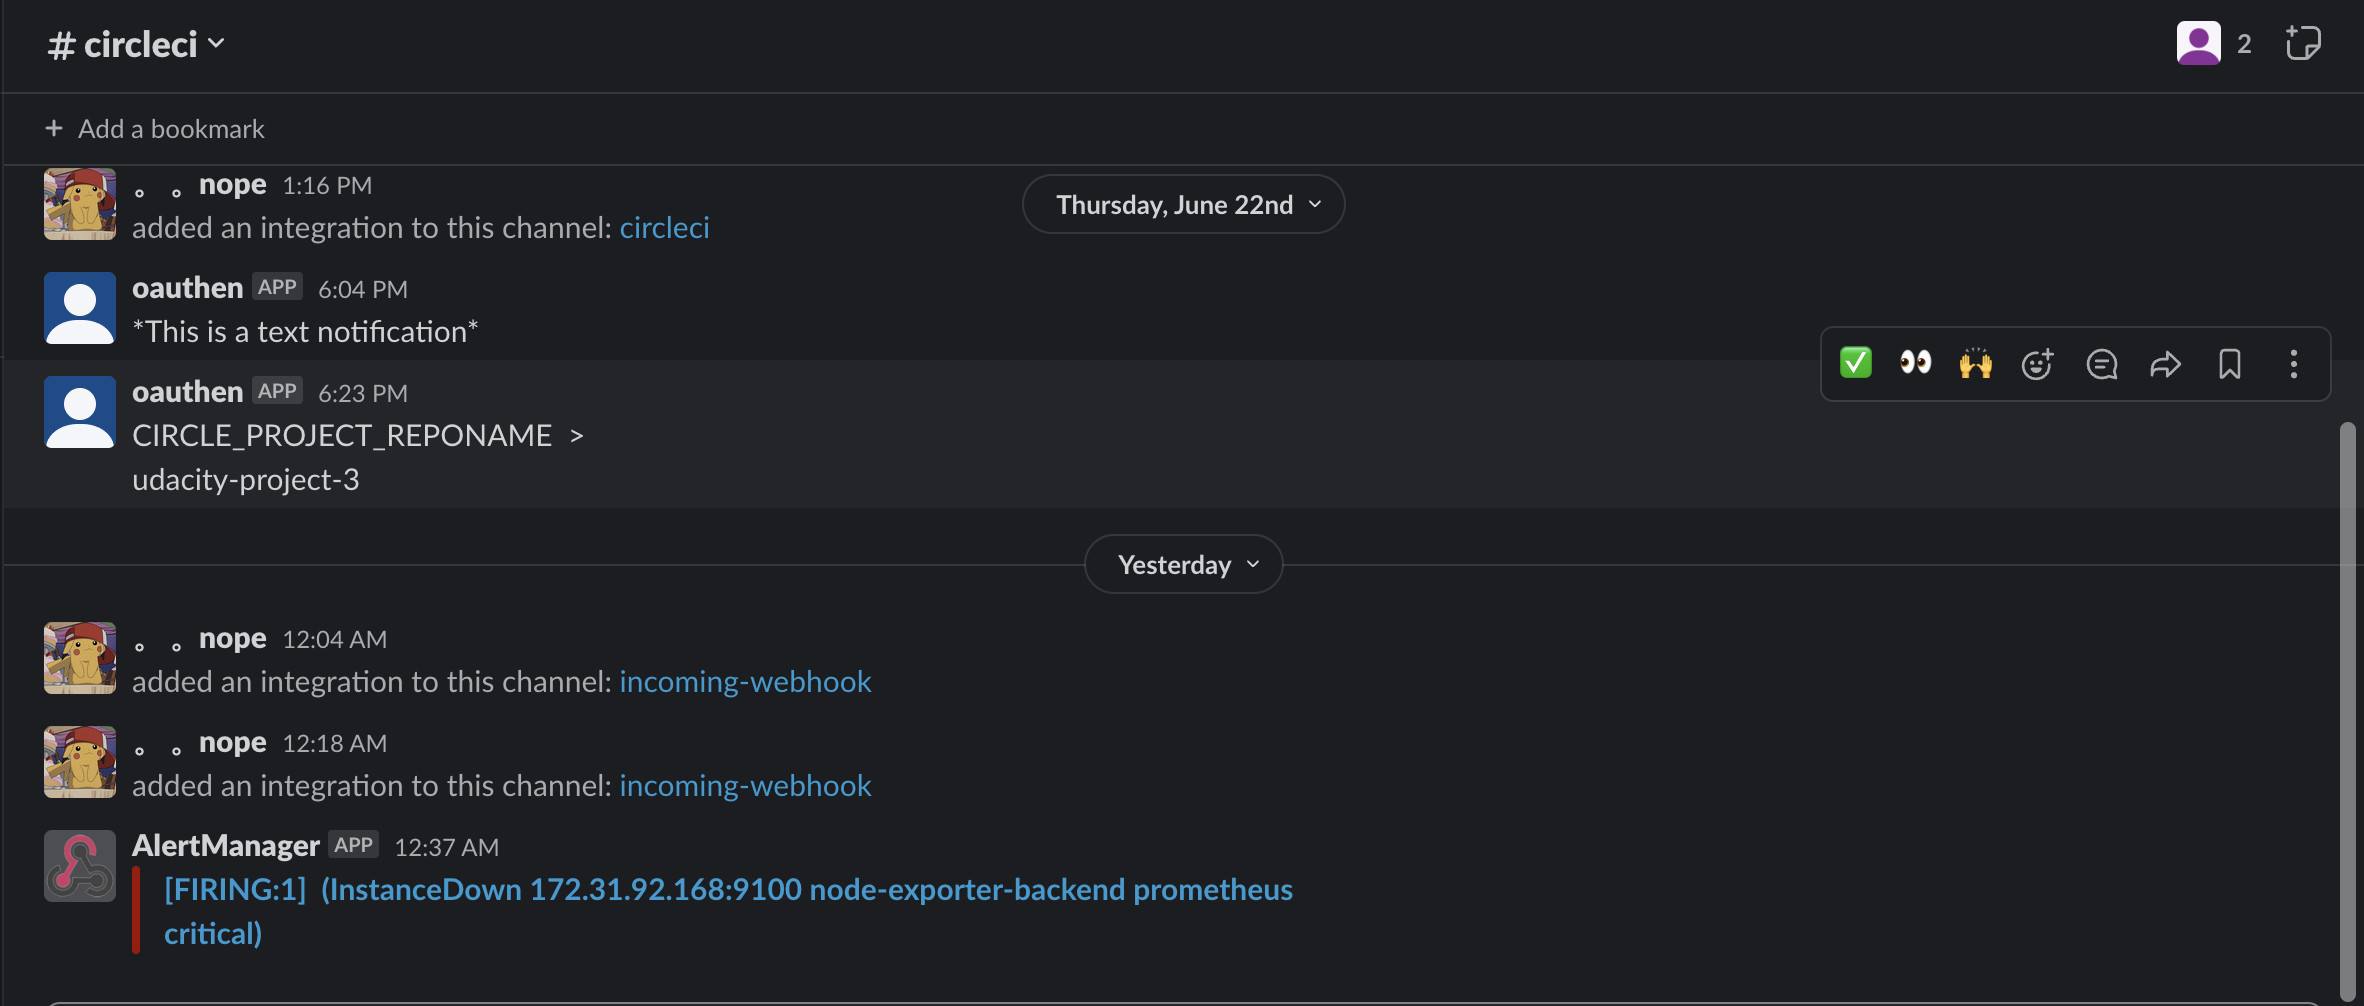 # circleci
2
+ Add a bookmark
。 。 nope 1:16 PM
Thursday, June 22nd
added an integration to this channel: circleci
oauthen APP 6:04 PM
*This is a text notification*
oauthen APP 6:23 PM
CIRCLE_PROJECT_REPONAME >
udacity-project-3
Yesterday
。 。 nope 12:04 AM
added an integration to this channel: incoming-webhook
。 。 nope 12:18 AM
added an integration to this channel: incoming-webhook
AlertManager APP 12:37 AM
[FIRING:1] (InstanceDown 172.31.92.168:9100 node-exporter-backend prometheus
critical)